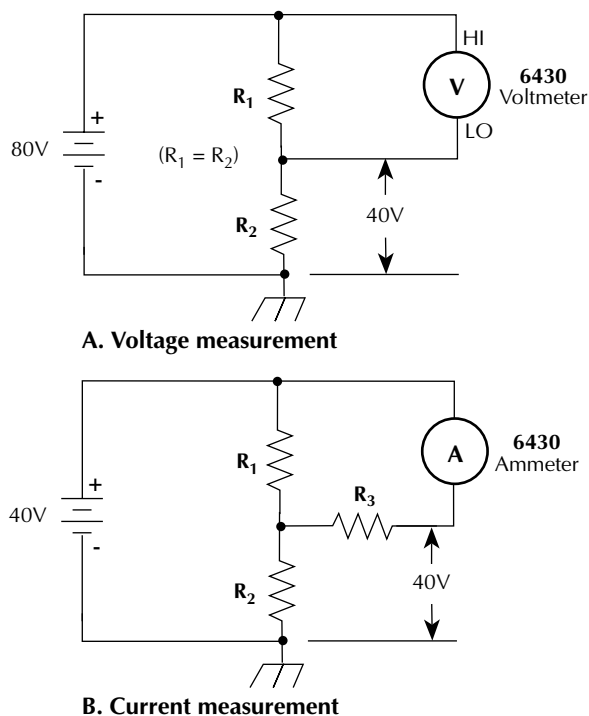 HI
6430
Voltmeter
V
R1
LO
+
80V
(R1 = R2)
-
R2
40V
A. Voltage measurement
6430
Ammeter
A
R1
R3
+
40V
-
R2
40V
B. Current measurement